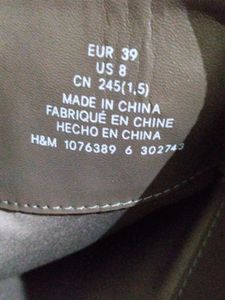 EUR 39
US 8
CN 245(1,5)
MADE IN CHINA
FABRIQUÉ EN CHINE
HECHO EN CHINA
H&M 1076389 6 302743